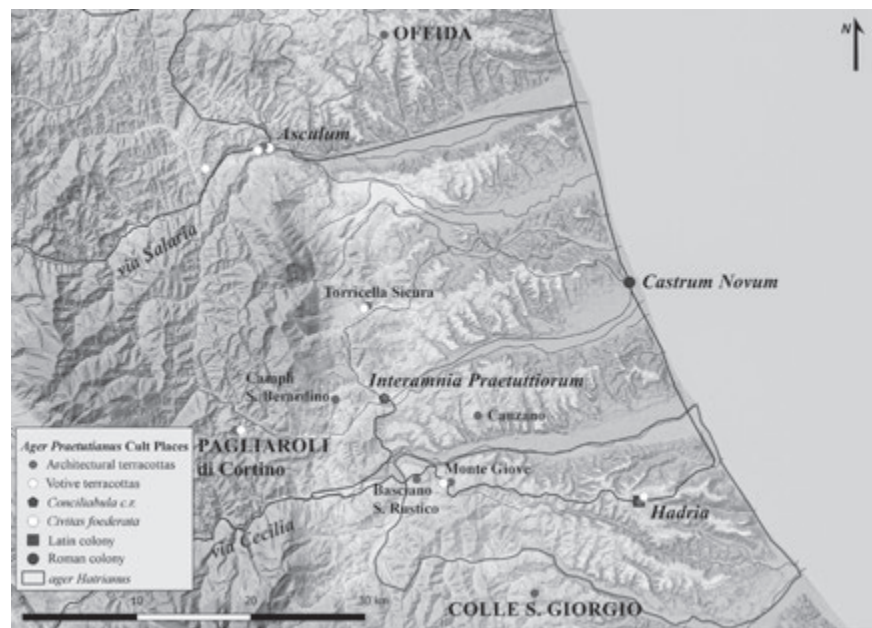 N
OFFIDA
Asculum
via Salaria
Castrum Novum
Torricella Sicura
Campli
S. Bernardino
Interamnia Praetuttiorum
Canzano
PAGLIAROLI
di Cortino
Monte Giove
Basciano
S. Rustico
Hadria
via Cecilia
COLLE S. GIORGIO
Ager Praetutianus Cult Places
Architectural terracottas
Votive terracottas
Conciliabula c.r.
Civitas foederata
Latin colony
Roman colony
ager Hatrianus
10
20
30 km